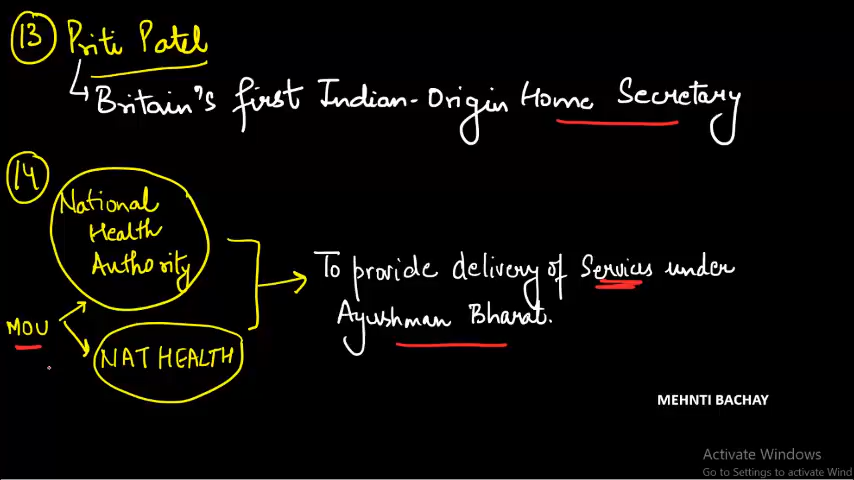 13 Priti Patel
Britain's first Indian-Origin Home Secretary
14
National
Health
Authority
To provide delivery of Services under
Ayushman Bharat.
MOU
NAT HEALTH
MEHNTI BACHAY
Activate Windows
Go to Settings to activate Wind